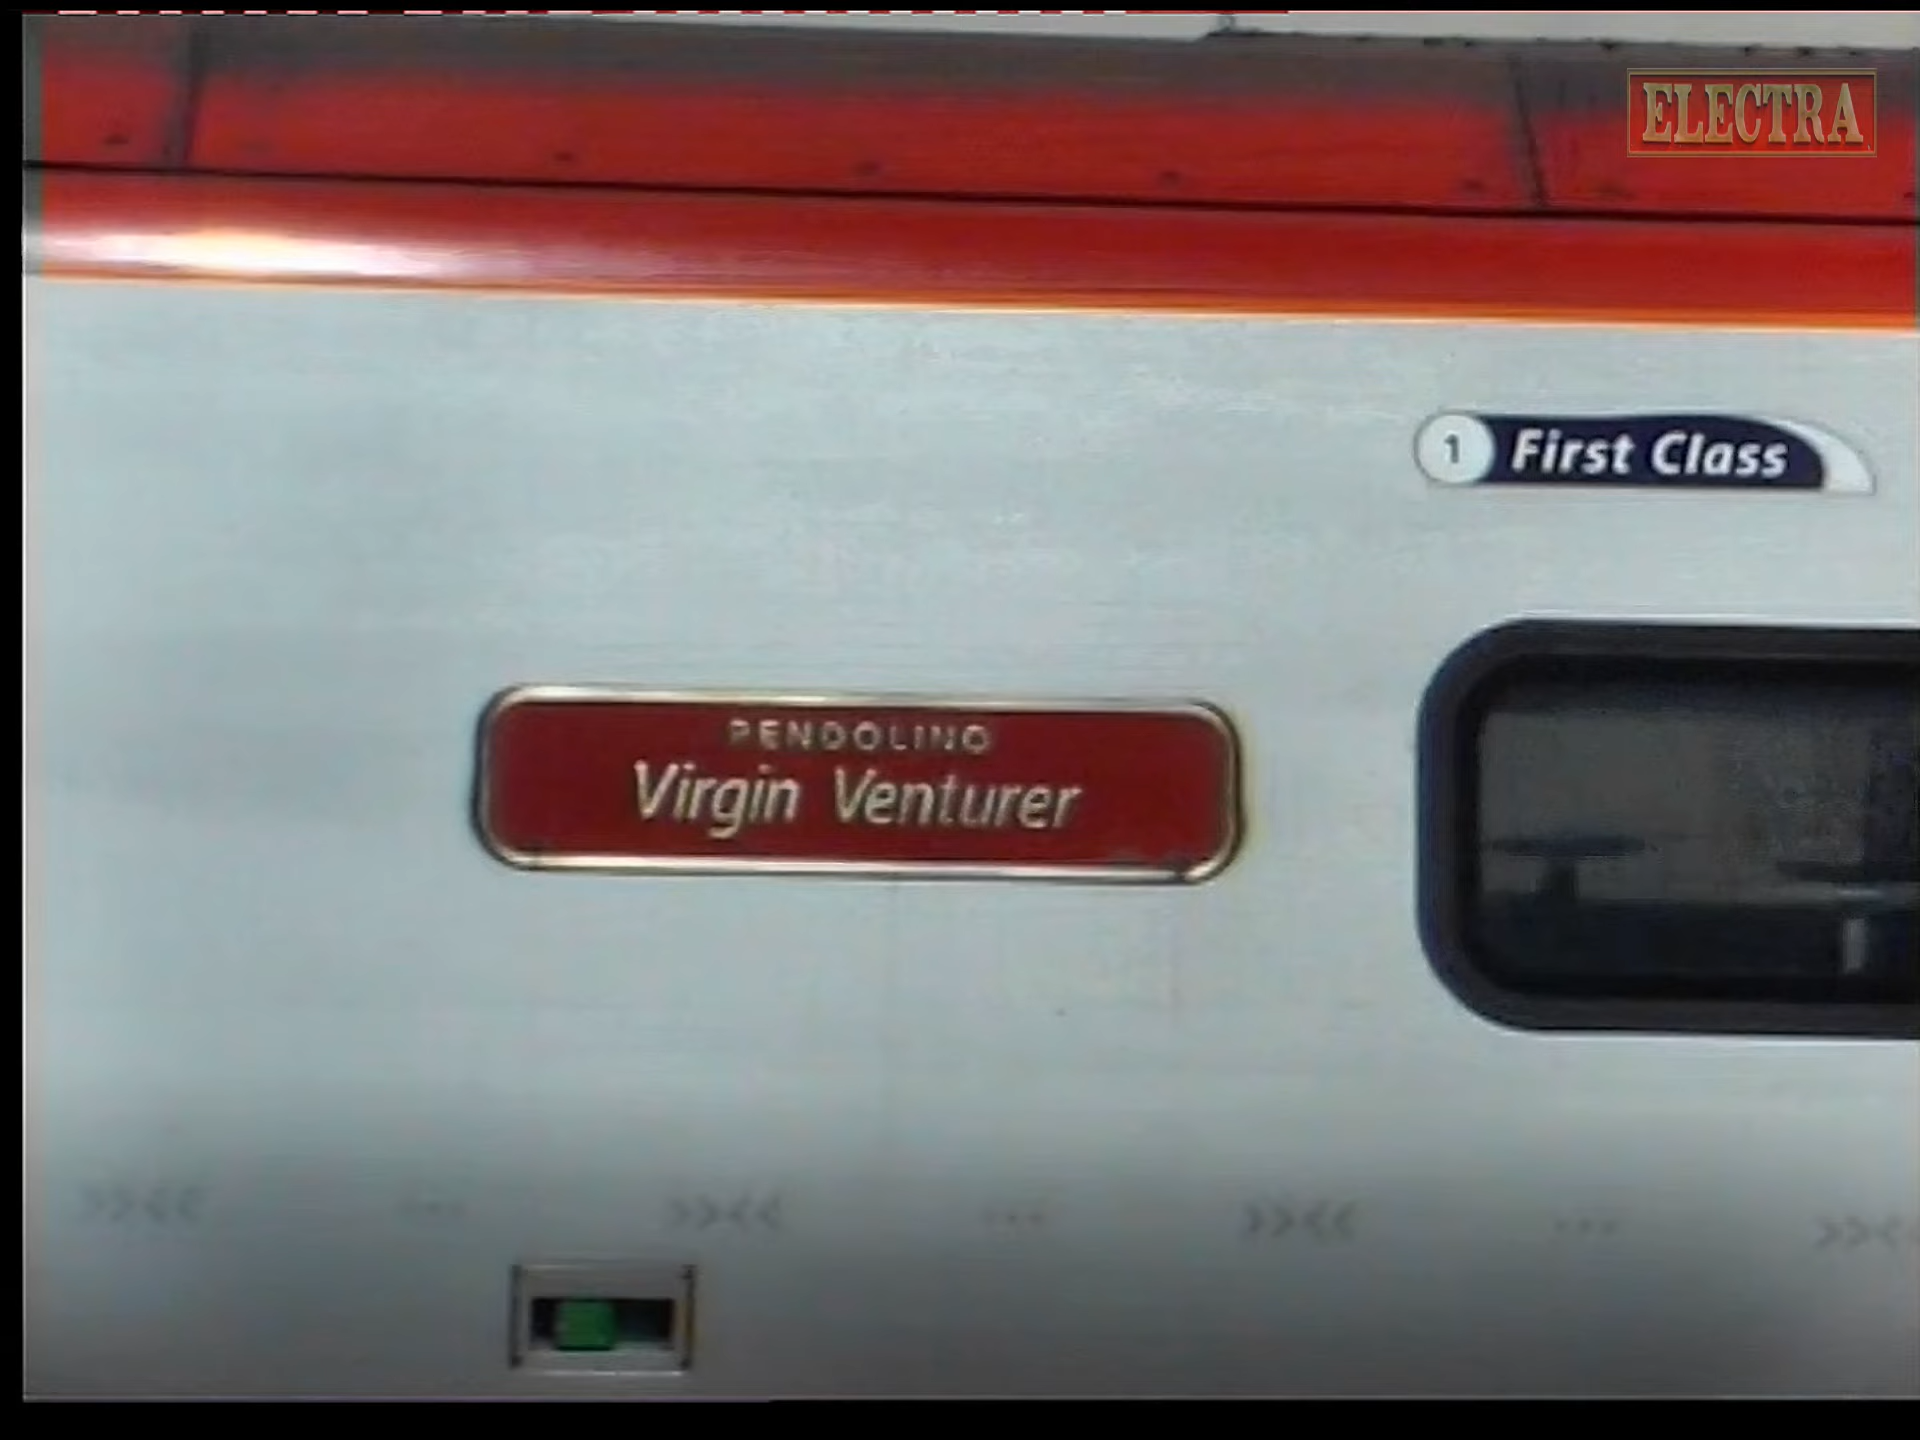 ELECTRA
1 First Class
PENDOLINO
Virgin Venturer
>><< ... >><< ... >><< ... >><<